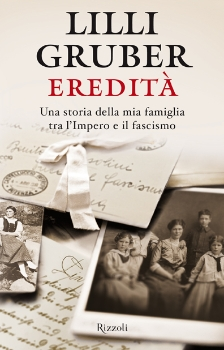 LILLI
GRUBER
EREDITÀ
Una storia della mia famiglia
tra l'Impero e il fascismo
Rizzoli